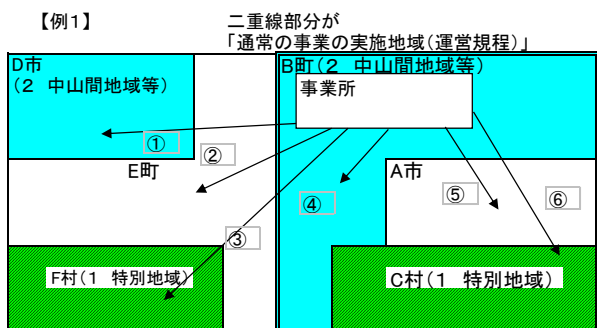 【例1】
二重線部分が
「通常の事業の実施地域(運営規程)」
D市
(2 中山間地域等)
B町(2 中山間地域等)
事業所
①
②
E町
A市
④
⑤
⑥
③
F村(1 特別地域)
C村(1 特別地域)